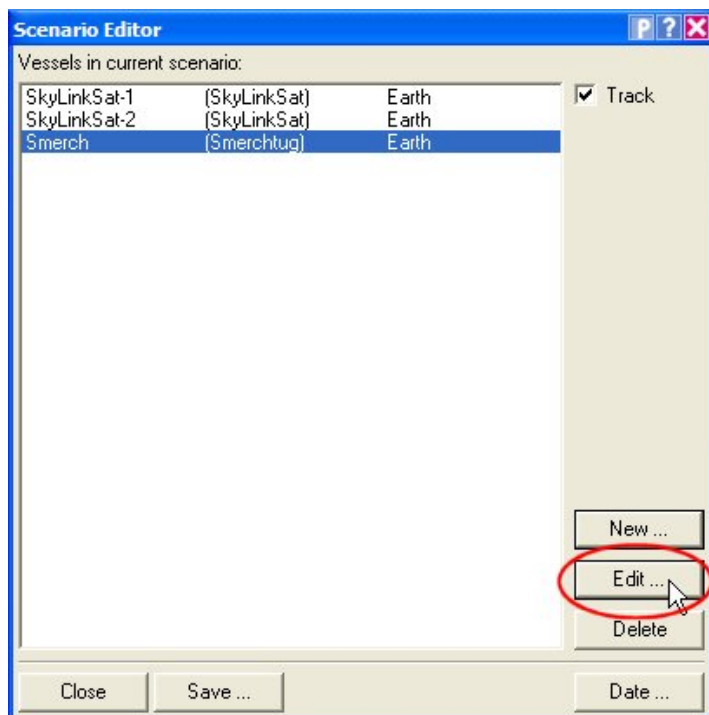 Scenario Editor P ?
Vessels in current scenario:
SkyLinkSat-1 (SkyLinkSat) Earth
SkyLinkSat-2 (SkyLinkSat) Earth
Smerch (Smerchtug) Earth
Track
New ...
Edit ...
Delete
Close Save ... Date ...